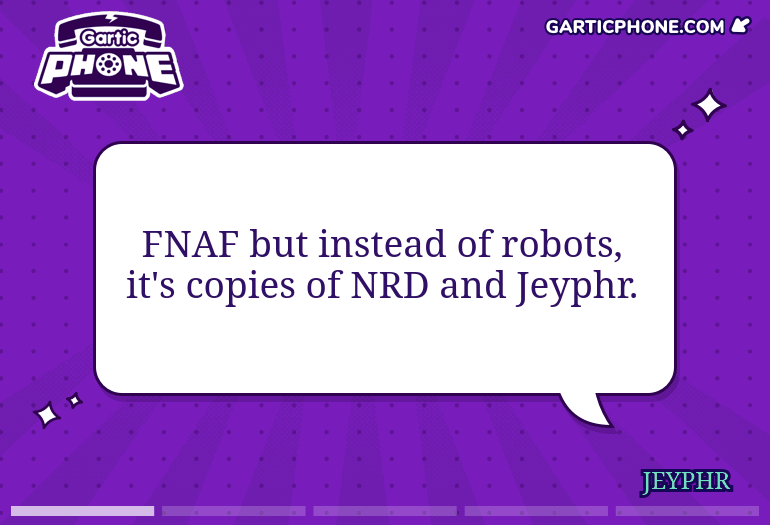 Gartic
PHONE
GARTICPHONE.COM
FNAF but instead of robots,
it's copies of NRD and Jeyphr.
JEYPHR